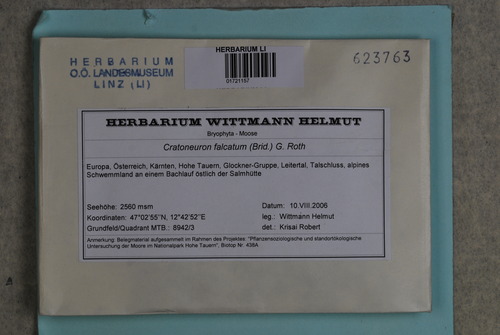 HERBARIUM
O.Ö. LANDESMUSEUM
LINZ (LI)
HERBARIUM LI
01721157
623763
HERBARIUM WITTMANN HELMUT
Bryophyta - Moose
Cratoneuron falcatum (Brid.) G. Roth
Europa, Österreich, Kärnten, Hohe Tauern, Glockner-Gruppe, Leitertal, Talschluss, alpines
Schwemmland an einem Bachlauf östlich der Salmhütte
Seehöhe: 2560 msm Datum: 10.VIII.2006
Koordinaten: 47°02'55"N, 12°42'52"E leg.: Wittmann Helmut
Grundfeld/Quadrant MTB.: 8942/3 det.: Krisai Robert
Anmerkung: Belegmaterial aufgesammelt im Rahmen des Projektes: "Pflanzensoziologische und standortökologische
Untersuchung der Moore im Nationalpark Hohe Tauern", Biotop Nr. 438A